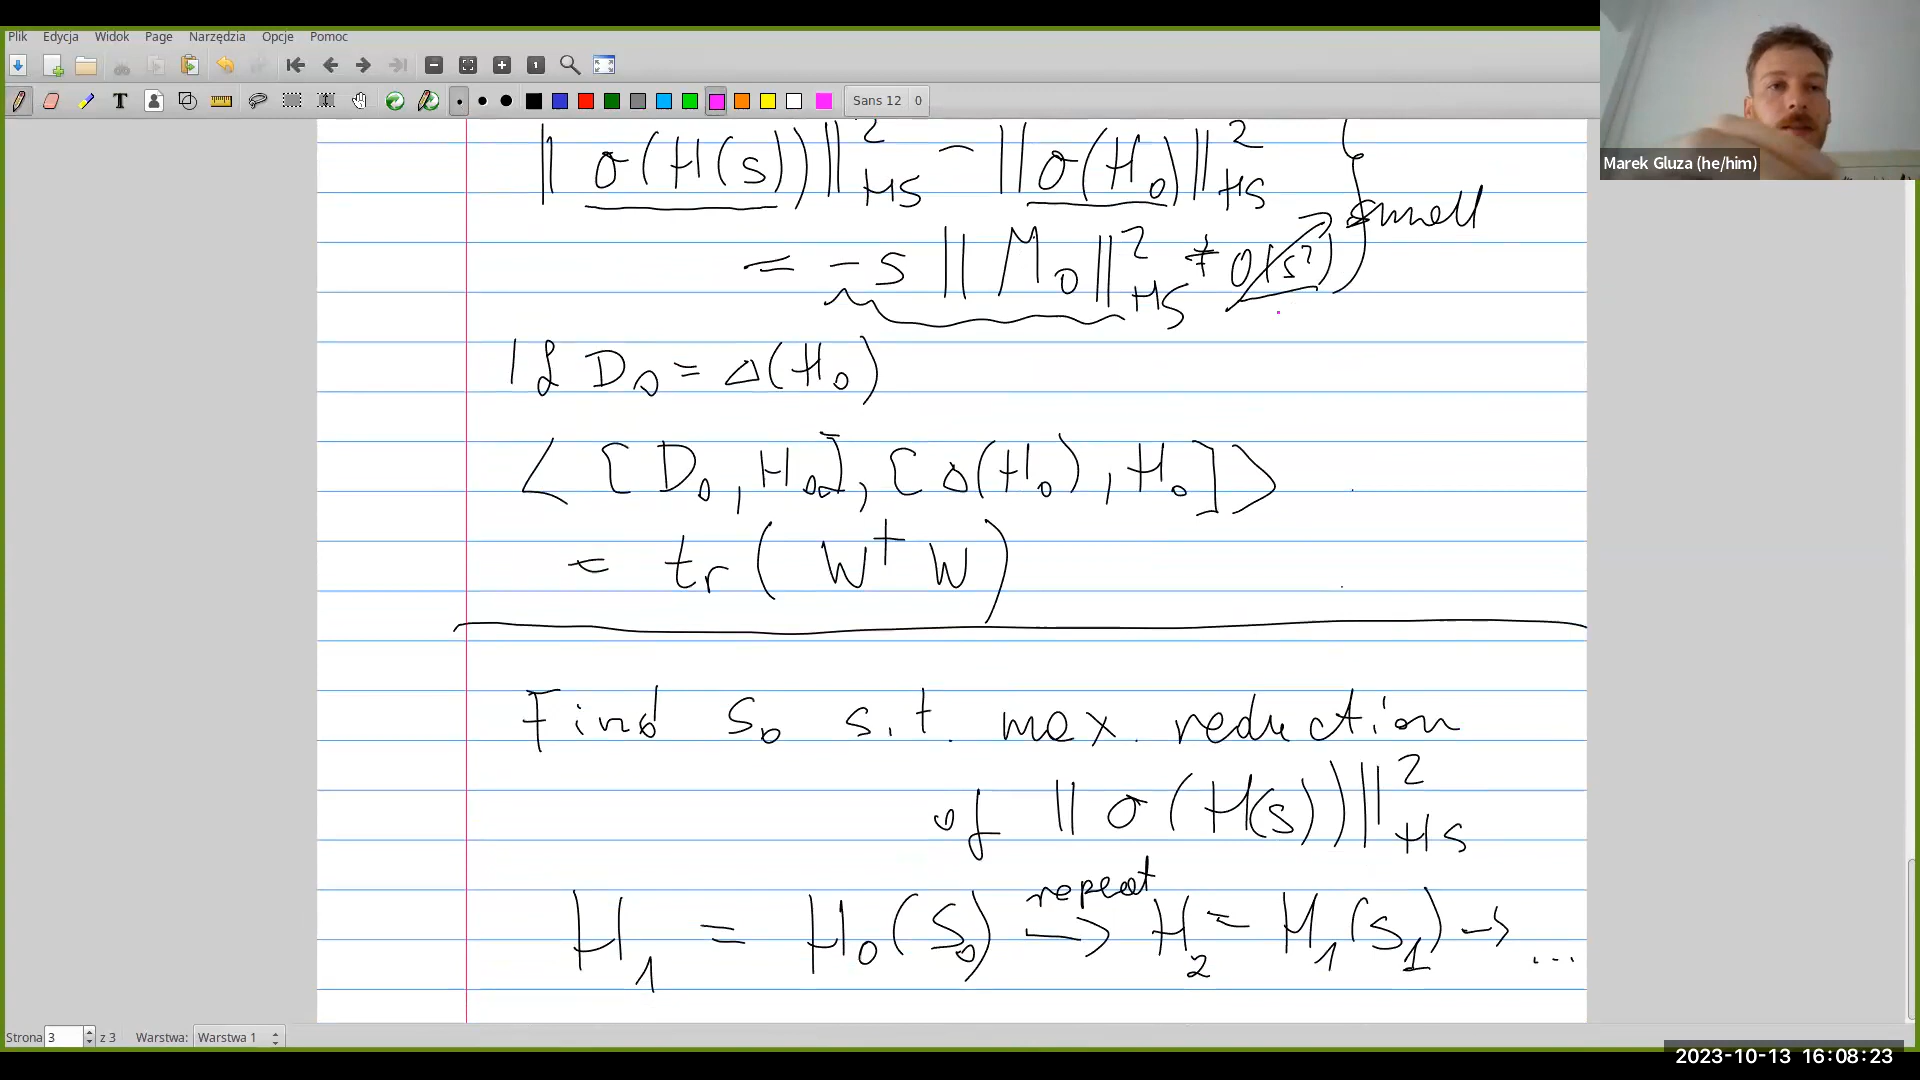 Plik Edycja Widok Page Narzędzia Opcje Pomoc
Sans 12 0
Marek Gluza (he/him)
‖σ(H(s))‖²_HS − ‖σ(H₀)‖²_HS
small
= −s ‖M₀‖²_HS + O(s²)
If D₀ = Δ(H₀)
⟨[D₀, H₀], [Δ(H₀), H₀]⟩
= tr(W†W)
Find s₀ s.t. max. reduction
of ‖σ(H(s))‖²_HS
repeat
H₁ = H₀(s₀) → H₂ = H₁(s₁) → ...
Strona 3 z 3 Warstwa: Warstwa 1
2023-10-13 16:08:23